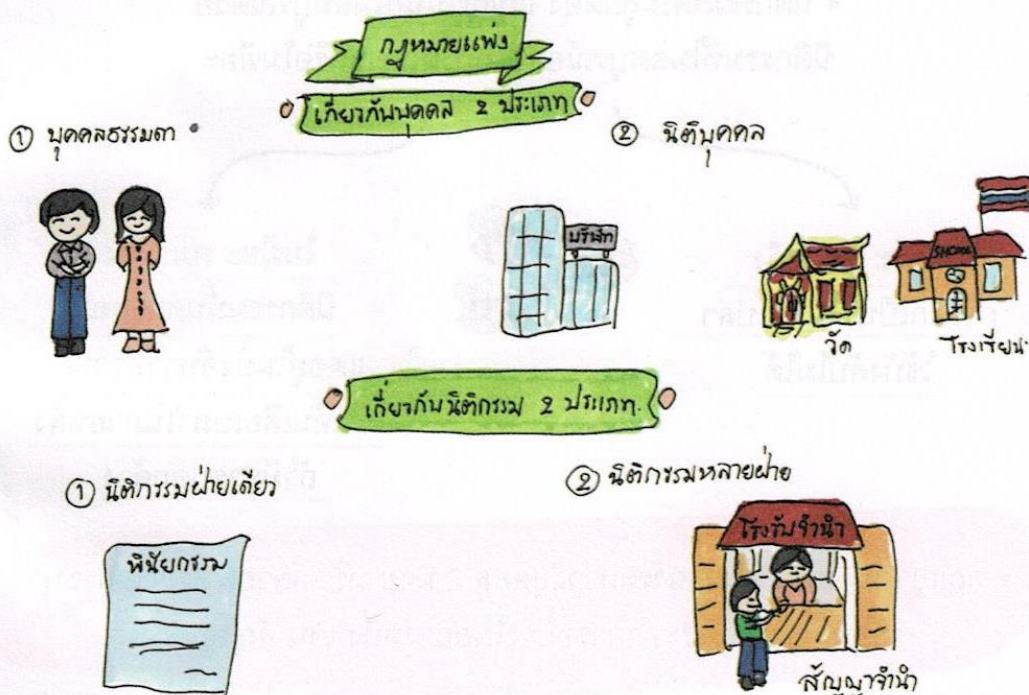 กฎหมายแพ่ง
เกี่ยวกับบุคคล 2 ประเภท
① บุคคลธรรมดา
② นิติบุคคล
บริษัท
SHOOL
วัด
โรงเรียน
เกี่ยวกับนิติกรรม 2 ประเภท.
① นิติกรรมฝ่ายเดียว
② นิติกรรมหลายฝ่าย
พินัยกรรม
โรงรับจำนำ
สัญญาจำนำ